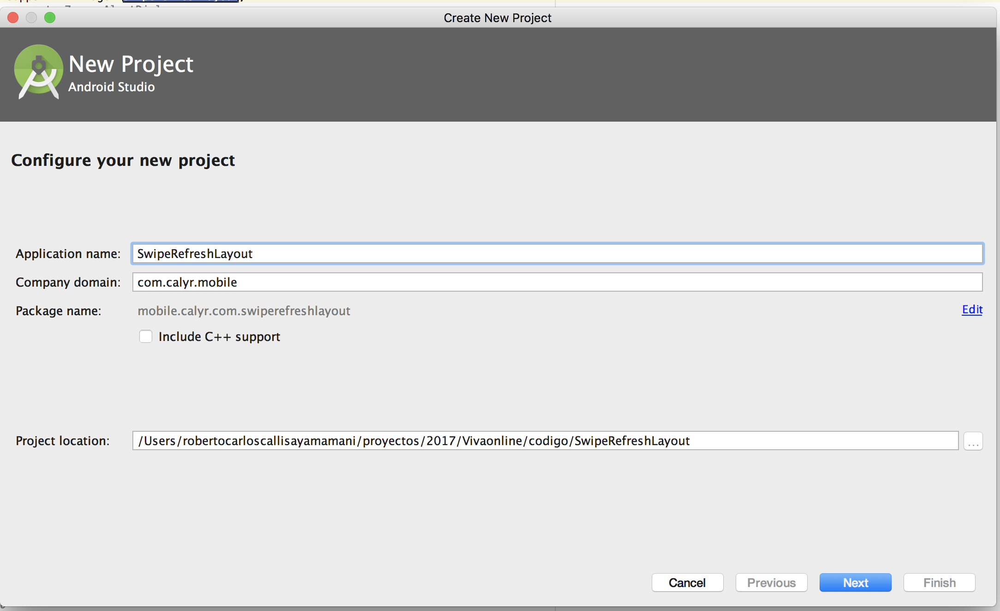 Create New Project
New Project
Android Studio
Configure your new project
Application name: SwipeRefreshLayout
Company domain: com.calyr.mobile
Package name: mobile.calyr.com.swiperefreshlayout Edit
Include C++ support
Project location: /Users/robertocarloscallisayamamani/proyectos/2017/Vivaonline/codigo/SwipeRefreshLayout ...
Cancel Previous Next Finish